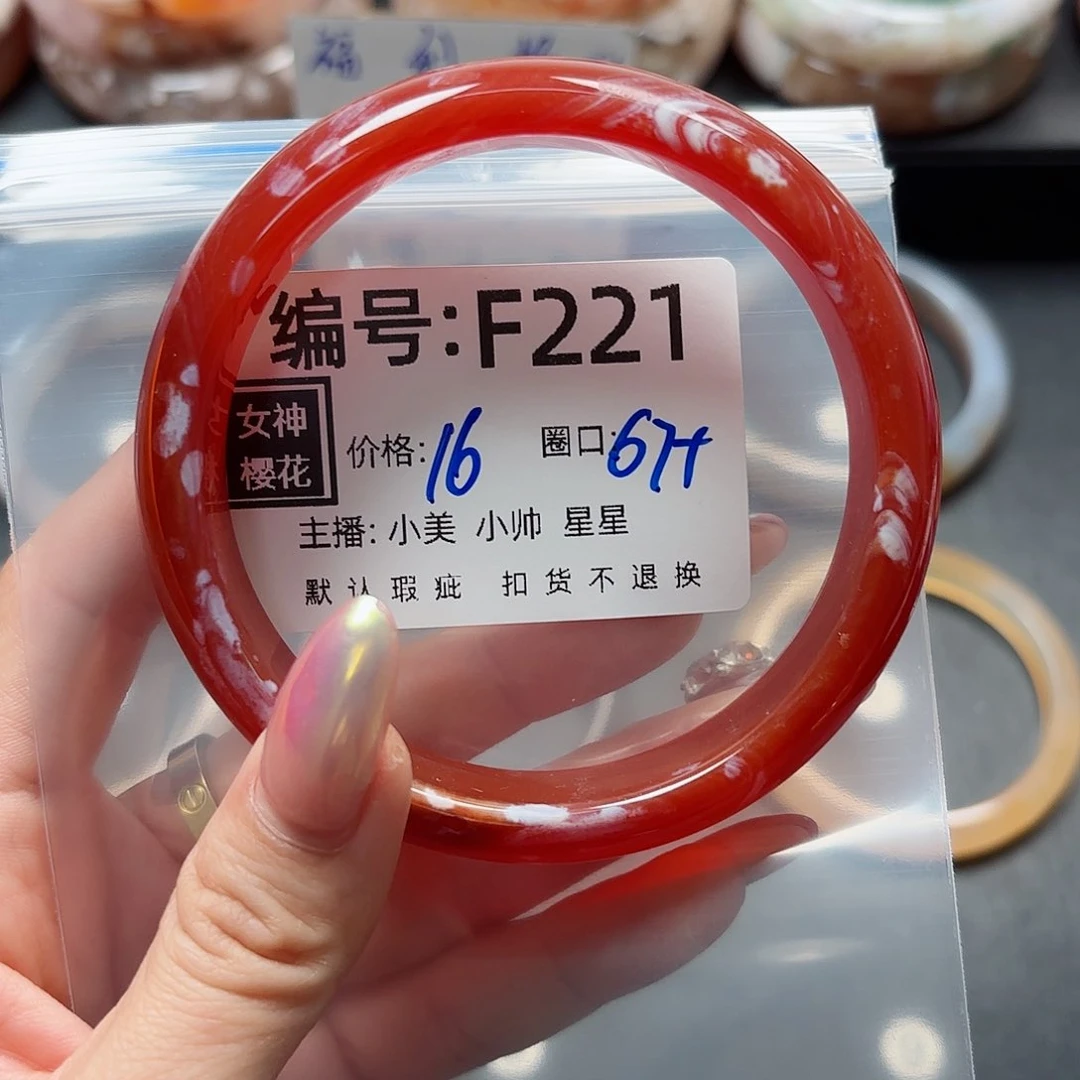 编号:F221
女神
樱花
价格:16 圈口:67+
主播: 小美 小帅 星星
默认瑕疵 扣货不退换